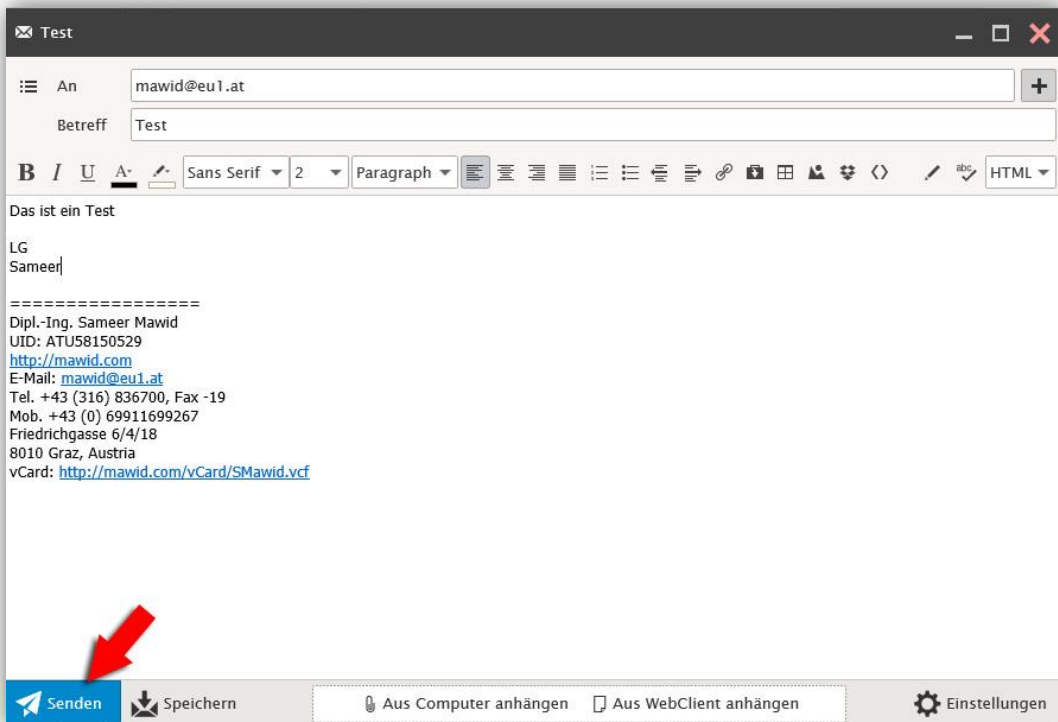 Test
An mawid@eu1.at
Betreff Test
B I U A Sans Serif 2 Paragraph abc HTML
Das ist ein Test
LG
Sameer
=================
Dipl.-Ing. Sameer Mawid
UID: ATU58150529
http://mawid.com
E-Mail: mawid@eu1.at
Tel. +43 (316) 836700, Fax -19
Mob. +43 (0) 69911699267
Friedrichgasse 6/4/18
8010 Graz, Austria
vCard: http://mawid.com/vCard/SMawid.vcf
Senden Speichern Aus Computer anhängen Aus WebClient anhängen Einstellungen